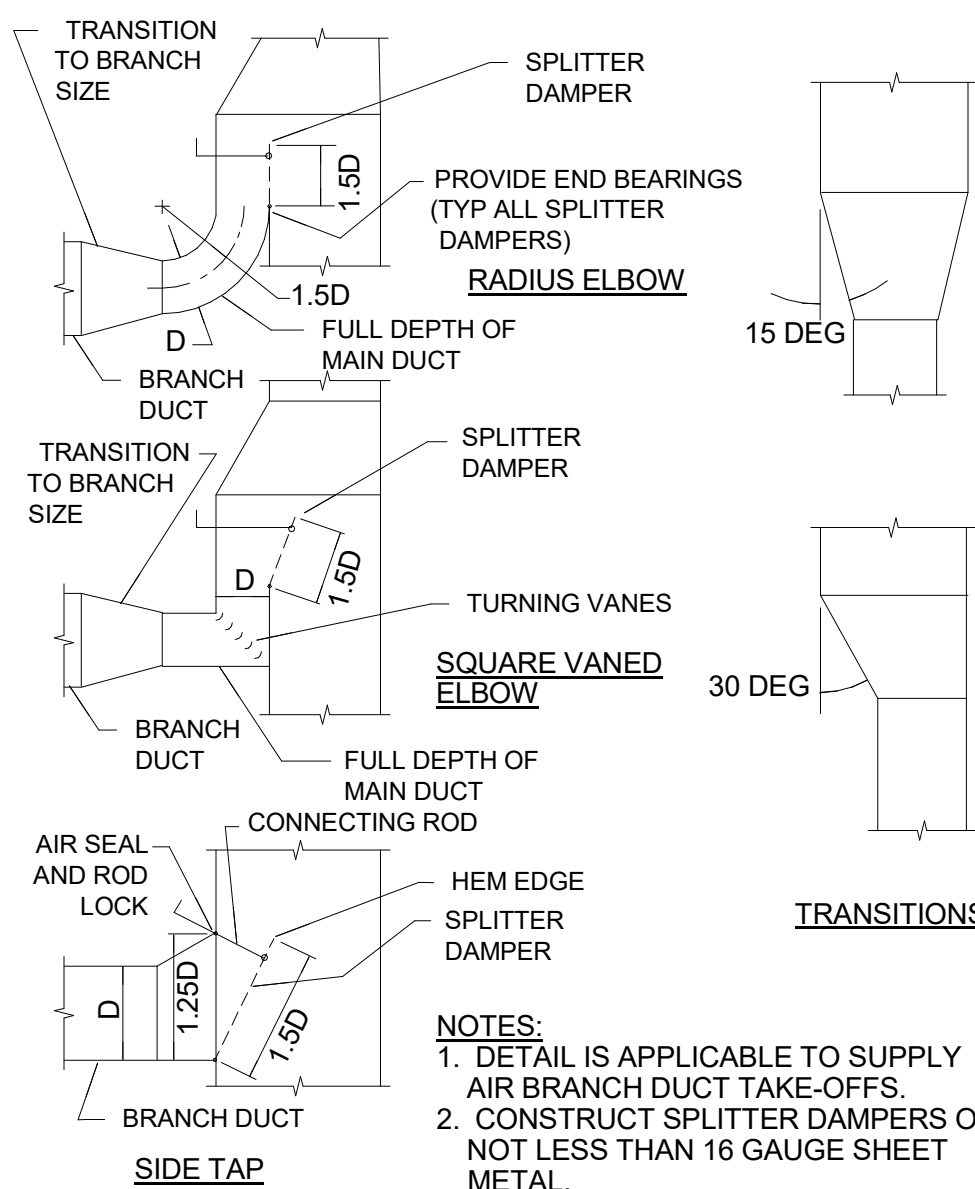 TRANSITION
TO BRANCH
SIZE
SPLITTER
DAMPER
1.5D
PROVIDE END BEARINGS
(TYP ALL SPLITTER
DAMPERS)
RADIUS ELBOW
1.5D
D
FULL DEPTH OF
MAIN DUCT
BRANCH
DUCT
15 DEG
TRANSITION
TO BRANCH
SIZE
SPLITTER
DAMPER
D
1.5D
TURNING VANES
SQUARE VANED
ELBOW
BRANCH
DUCT
FULL DEPTH OF
MAIN DUCT
30 DEG
CONNECTING ROD
AIR SEAL
AND ROD
LOCK
HEM EDGE
SPLITTER
DAMPER
D
1.25D
1.5D
BRANCH DUCT
SIDE TAP
TRANSITIONS
NOTES:
1. DETAIL IS APPLICABLE TO SUPPLY
AIR BRANCH DUCT TAKE-OFFS.
2. CONSTRUCT SPLITTER DAMPERS O
NOT LESS THAN 16 GAUGE SHEET
METAL.